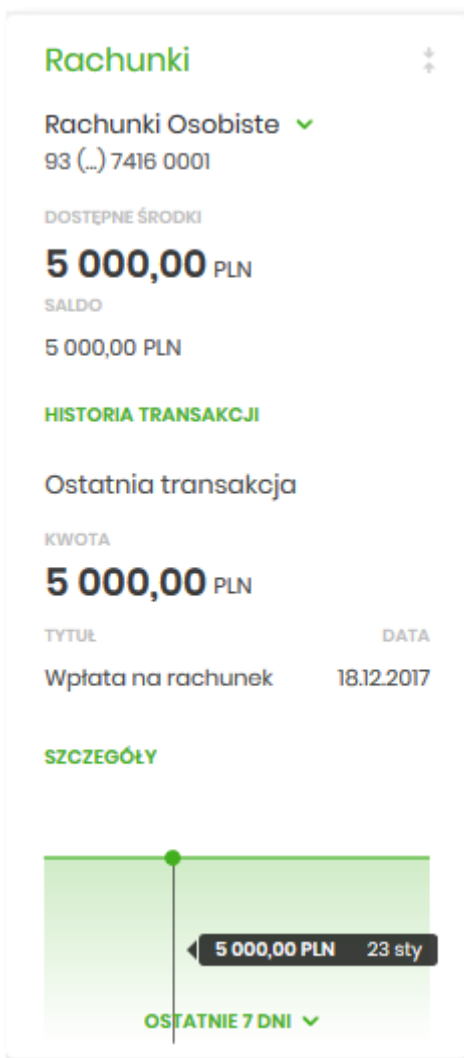 Rachunki
Rachunki Osobiste
93 (...) 7416 0001
DOSTĘPNE ŚRODKI
5 000,00 PLN
SALDO
5 000,00 PLN
HISTORIA TRANSAKCJI
Ostatnia transakcja
KWOTA
5 000,00 PLN
TYTUŁ DATA
Wpłata na rachunek 18.12.2017
SZCZEGÓŁY
5 000,00 PLN 23 sty
OSTATNIE 7 DNI